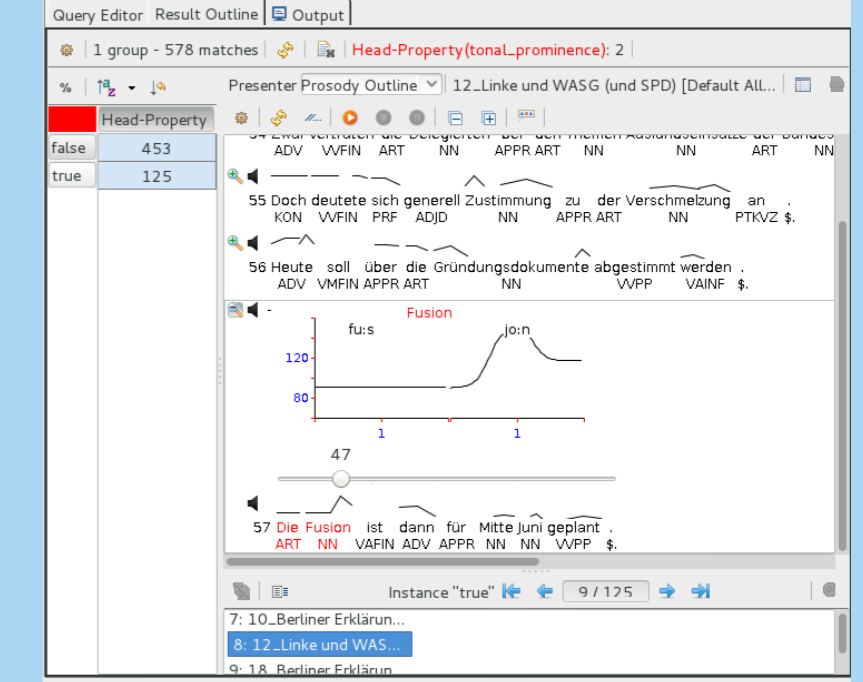 Query Editor Result Outline Output
1 group - 578 matches Head-Property(tonal_prominence): 2
% Presenter Prosody Outline 12_Linke und WASG (und SPD) [Default All...
Head-Property
false 453
true 125
ADV VVFIN ART NN APPR ART NN NN ART NN
55 Doch deutete sich generell Zustimmung zu der Verschmelzung an .
KON VVFIN PRF ADJD NN APPR ART NN PTKVZ $.
56 Heute soll über die Gründungsdokumente abgestimmt werden .
ADV VMFIN APPR ART NN VVPP VAINF $.
- Fusion
fu:s jo:n
120
80
1 1
47
57 Die Fusion ist dann für Mitte Juni geplant .
ART NN VAFIN ADV APPR NN NN VVPP $.
Instance "true" 9 / 125
7: 10_Berliner Erklärun...
8: 12_Linke und WAS...
9: 18 Berliner Erklärun